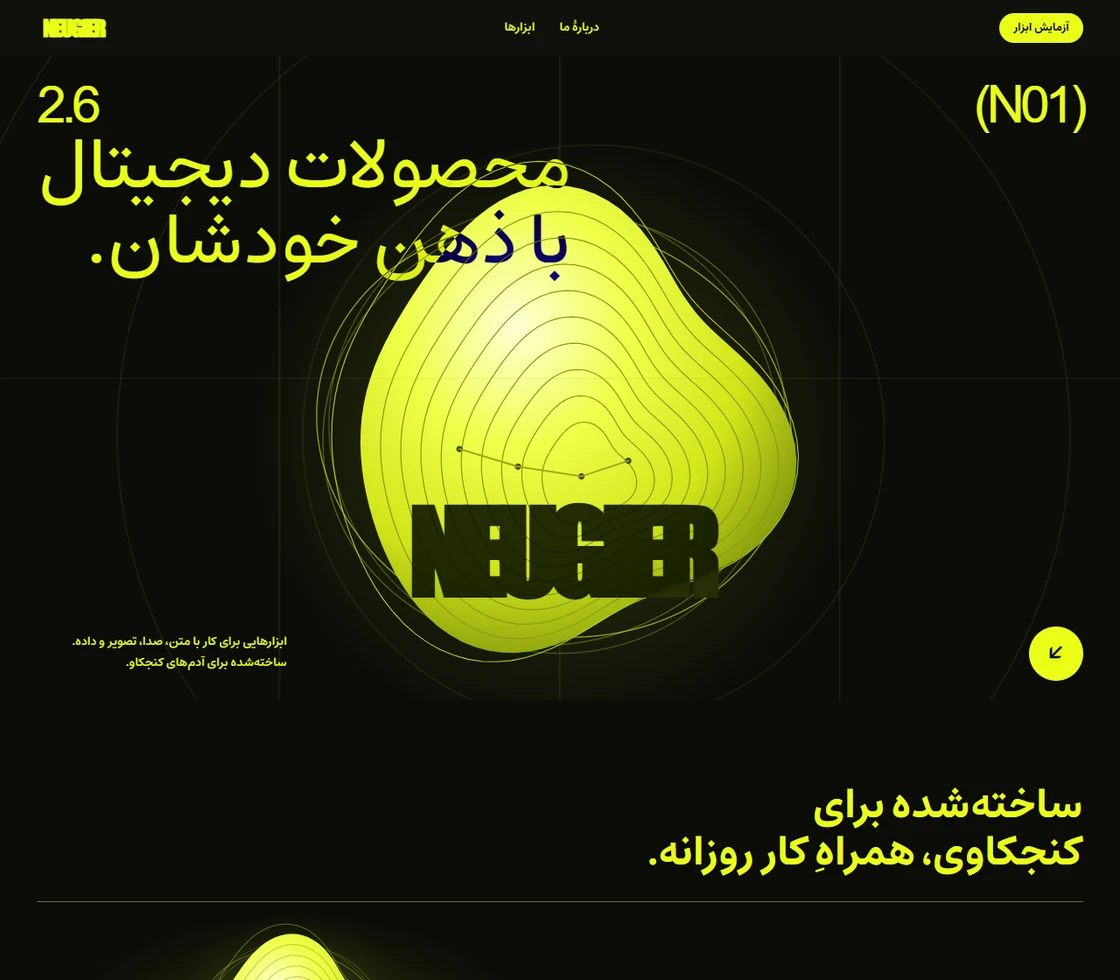 NEUGIER
دربارهٔ ما
ابزارها
آزمایش ابزار
(N01)
2.6
محصولات دیجیتال
با ذهن خودشان.
NEUGIER
ابزارهایی برای کار با متن، صدا، تصویر و داده.
ساخته‌شده برای آدم‌های کنجکاو.
ساخته‌شده برای
کنجکاوی، همراهِ کار روزانه.